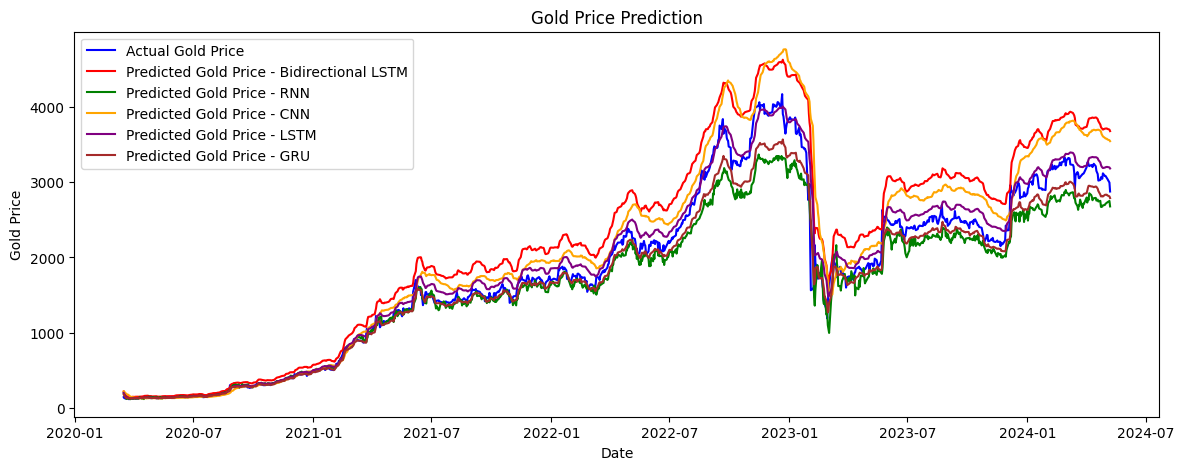 Gold Price Prediction
Actual Gold Price
Predicted Gold Price - Bidirectional LSTM
Predicted Gold Price - RNN
Predicted Gold Price - CNN
Predicted Gold Price - LSTM
Predicted Gold Price - GRU
Gold Price
4000
3000
2000
1000
0
2020-01 2020-07 2021-01 2021-07 2022-01 2022-07 2023-01 2023-07 2024-01 2024-07
Date